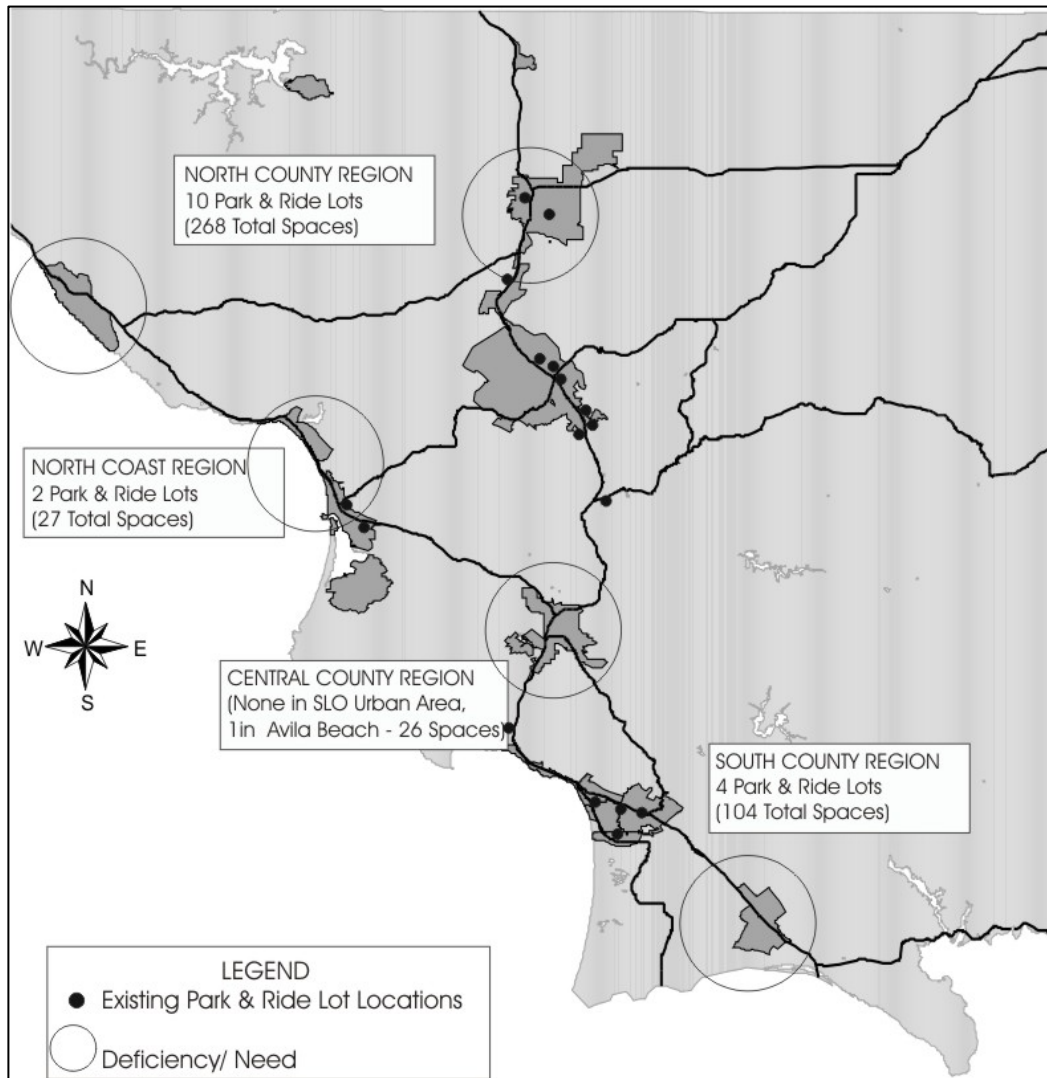 NORTH COUNTY REGION
10 Park & Ride Lots
(268 Total Spaces)
NORTH COAST REGION
2 Park & Ride Lots
(27 Total Spaces)
N
W E
S
CENTRAL COUNTY REGION
(None in SLO Urban Area,
1in Avila Beach - 26 Spaces)
SOUTH COUNTY REGION
4 Park & Ride Lots
(104 Total Spaces)
LEGEND
Existing Park & Ride Lot Locations
Deficiency/ Need